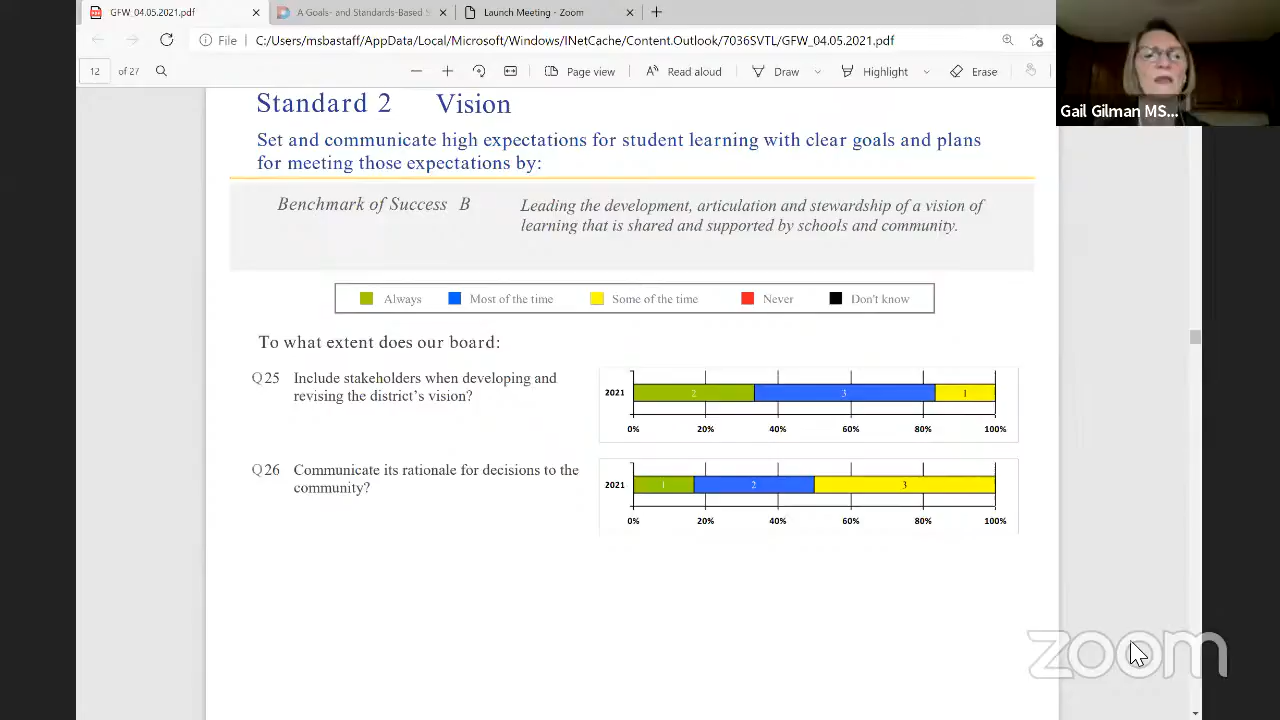 GFW_04.05.2021.pdf
A Goals- and Standards-Based S
Launch Meeting - Zoom
File
C:/Users/msbastaff/AppData/Local/Microsoft/Windows/INetCache/Content.Outlook/7036SVTL/GFW_04.05.2021.pdf
12 of 27
Page view
Read aloud
Draw
Highlight
Erase
Gail Gilman MS...
Standard 2 Vision
Set and communicate high expectations for student learning with clear goals and plans
for meeting those expectations by:
Benchmark of Success B
Leading the development, articulation and stewardship of a vision of
learning that is shared and supported by schools and community.
Always Most of the time Some of the time Never Don't know
To what extent does our board:
Q25 Include stakeholders when developing and
revising the district's vision?
2021 2 3 1
0% 20% 40% 60% 80% 100%
Q26 Communicate its rationale for decisions to the
community?
2021 1 2 3
0% 20% 40% 60% 80% 100%
zoom